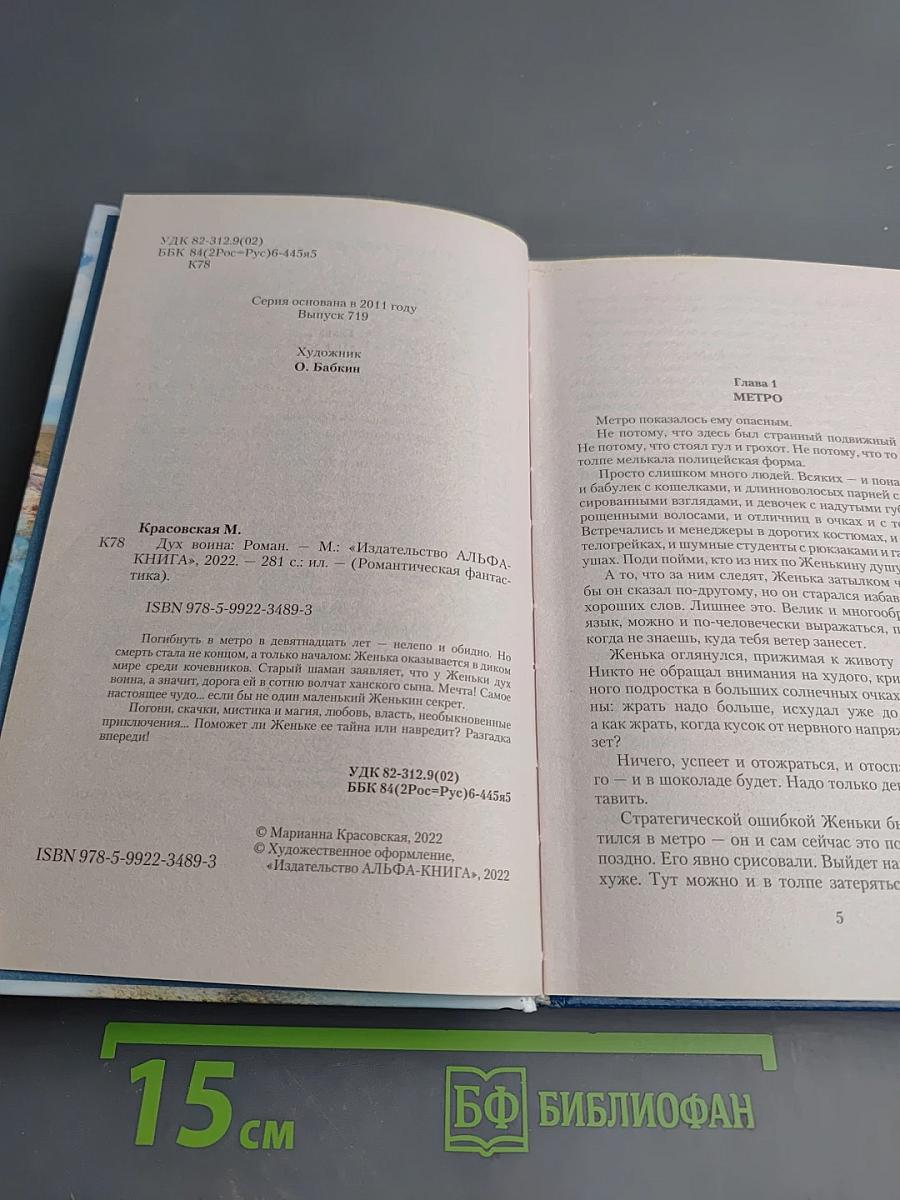 УДК 82-312.9(02)
ББК 84(2Рос=Рус)6-445я5
К78
Серия основана в 2011 году
Выпуск 719
Художник
О. Бабкин
Красовская М.
К78 Дух воина: Роман. — М.: «Издательство АЛЬФА-
КНИГА», 2022. — 281 с.: ил. — (Романтическая фантас-
тика).
ISBN 978-5-9922-3489-3
Погибнуть в метро в девятнадцать лет — нелепо и обидно. Но
смерть стала не концом, а только началом: Женька оказывается в диком
мире среди кочевников. Старый шаман заявляет, что у Женьки дух
воина, а значит, дорога ей в сотню волчат ханского сына. Мечта! Самое
настоящее чудо... если бы не один маленький Женькин секрет.
Погони, скачки, мистика и магия, любовь, власть, необыкновенные
приключения... Поможет ли Женьке ее тайна или навредит? Разгадка
впереди!
УДК 82-312.9(02)
ББК 84(2Рос=Рус)6-445я5
© Марианна Красовская, 2022
© Художественное оформление,
«Издательство АЛЬФА-КНИГА», 2022
ISBN 978-5-9922-3489-3
Глава 1
МЕТРО
Метро показалось ему опасным.
Не потому, что здесь был странный подвижный
Не потому, что стоял гул и грохот. Не потому, что то
толпе мелькала полицейская форма.
Просто слишком много людей. Всяких — и пона
и бабулек с кошелками, и длинноволосых парней с
сированными взглядами, и девочек с надутыми гу
рощенными волосами, и отличниц в очках и с т
Встречались и менеджеры в дорогих костюмах, и
телогрейках, и шумные студенты с рюкзаками и га
ушах. Поди пойми, кто из них по Женькину душу
А то, что за ним следят, Женька затылком ч
бы он сказал по-другому, но он старался избав
хороших слов. Лишнее это. Велик и многообр
язык, можно и по-человечески выражаться, п
когда не знаешь, куда тебя ветер занесет.
Женька оглянулся, прижимая к животу
Никто не обращал внимания на худого, кри
ного подростка в больших солнечных очках
ны: жрать надо больше, исхудал уже до
а как жрать, когда кусок от нервного напряж
зет?
Ничего, успеет и отожраться, и отосп
го — и в шоколаде будет. Надо только де
тавить.
Стратегической ошибкой Женьки бы
тился в метро — он и сам сейчас это по
поздно. Его явно срисовали. Выйдет на
хуже. Тут можно и в толпе затерять
5
15 см
БФ БИБЛИОФАН